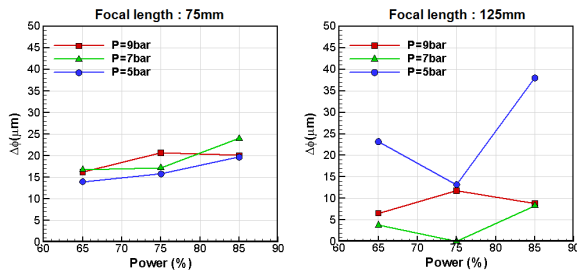 Focal length : 75mm
50
45
40
35
30
25
20
15
10
5
0
Δϕ(μm)
P=9bar
P=7bar
P=5bar
60 65 70 75 80 85 90
Power (%)
Focal length : 125mm
50
45
40
35
30
25
20
15
10
5
0
Δϕ(μm)
P=9bar
P=7bar
P=5bar
60 65 70 75 80 85 90
Power (%)